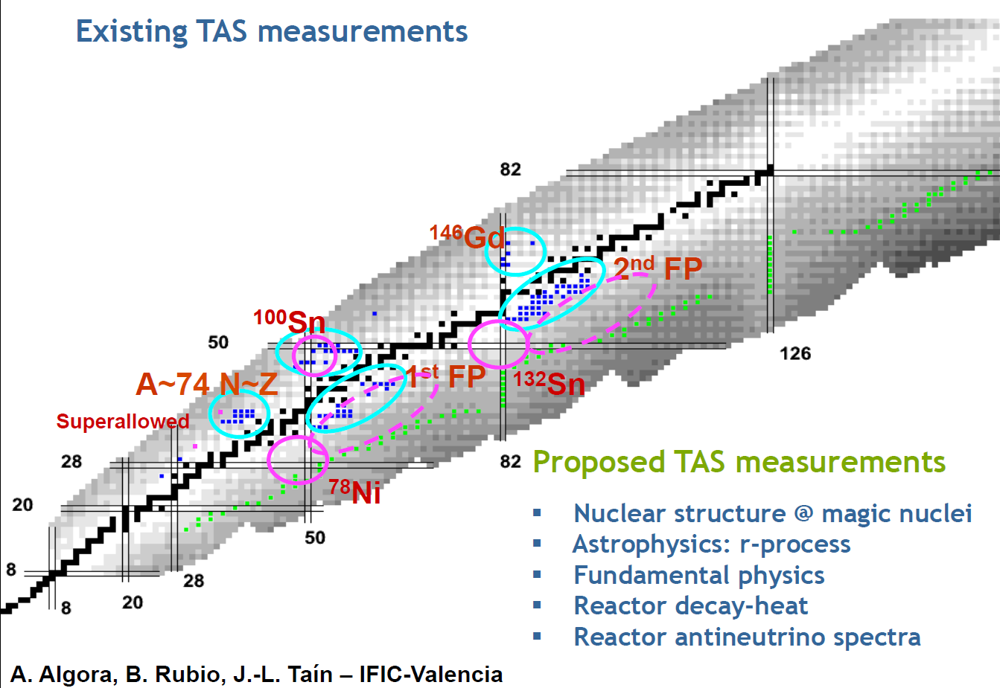 Existing TAS measurements
82
146Gd
2nd FP
100Sn
50
126
A~74 N~Z
1st FP
132Sn
Superallowed
28
82
Proposed TAS measurements
78Ni
20
▪ Nuclear structure @ magic nuclei
50
▪ Astrophysics: r-process
8
28
▪ Fundamental physics
20
8
▪ Reactor decay-heat
▪ Reactor antineutrino spectra
A. Algora, B. Rubio, J.-L. Taín – IFIC-Valencia